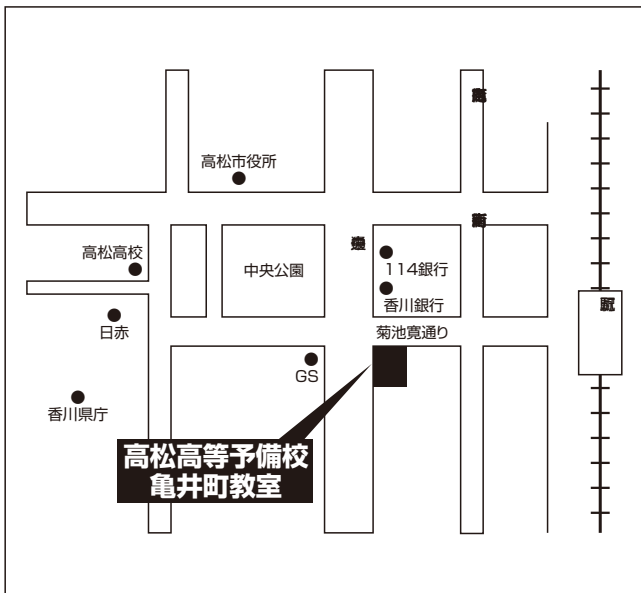 高松市役所
高松高校
中央公園
114銀行
香川銀行
日赤
菊池寛通り
GS
香川県庁
高松高等予備校
亀井町教室